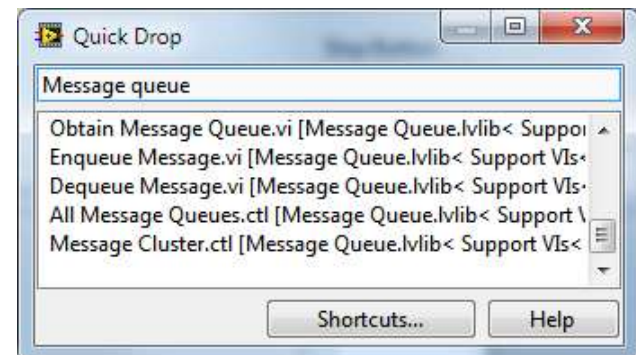 Quick Drop
Message queue
Obtain Message Queue.vi [Message Queue.lvlib< Suppor
Enqueue Message.vi [Message Queue.lvlib< Support VIs<
Dequeue Message.vi [Message Queue.lvlib< Support VIs<
All Message Queues.ctl [Message Queue.lvlib< Support \
Message Cluster.ctl [Message Queue.lvlib< Support VIs<
Shortcuts... Help